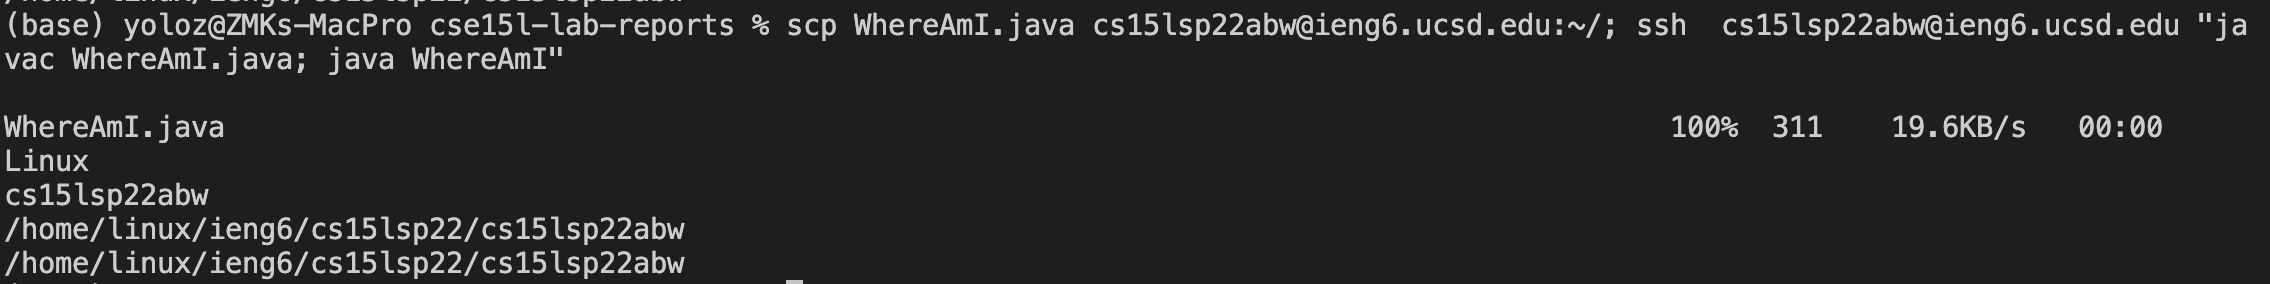 (base) yoloz@ZMKs-MacPro cse15l-lab-reports % scp WhereAmI.java cs15lsp22abw@ieng6.ucsd.edu:~/; ssh  cs15lsp22abw@ieng6.ucsd.edu "ja
vac WhereAmI.java; java WhereAmI"
WhereAmI.java 100% 311 19.6KB/s 00:00
Linux
cs15lsp22abw
/home/linux/ieng6/cs15lsp22/cs15lsp22abw
/home/linux/ieng6/cs15lsp22/cs15lsp22abw